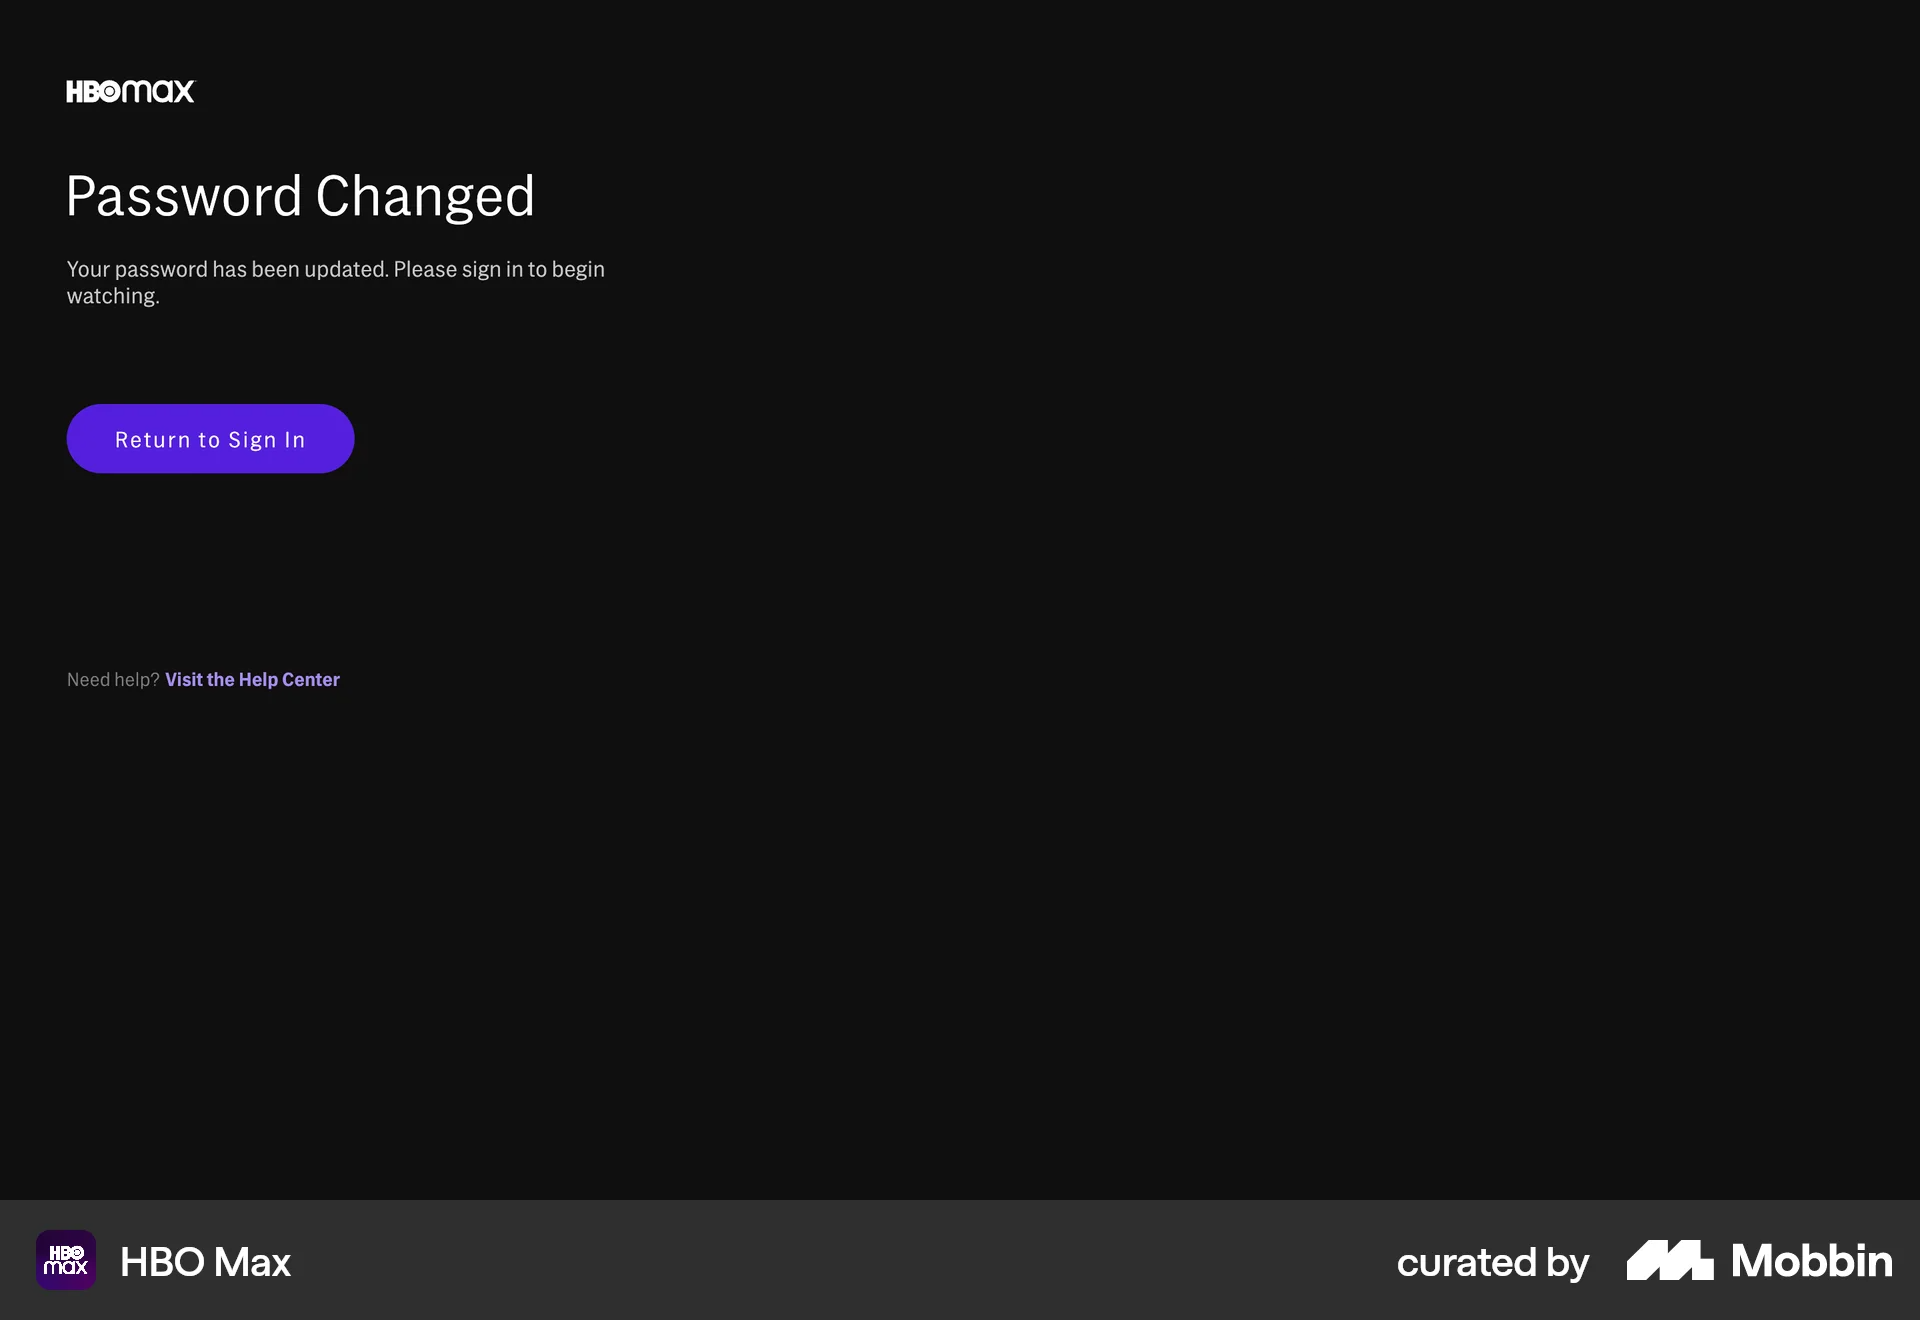 HBOmax
Password Changed
Your password has been updated. Please sign in to begin
watching.
Return to Sign In
Need help? Visit the Help Center
HBO
max
HBO Max
curated by Mobbin